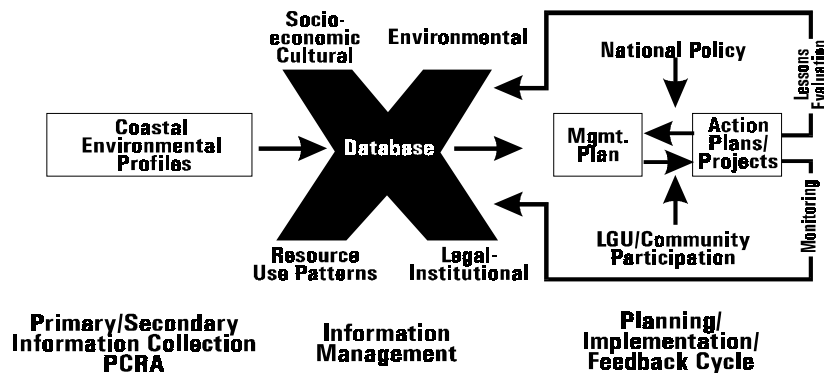 Socio-
economic
Cultural
Environmental
National Policy
Lessons
Evaluation
Coastal
Environmental
Profiles
Database
Mgmt.
Plan
Action
Plans/
Projects
Monitoring
LGU/Community
Participation
Resource
Use Patterns
Legal-
Institutional
Primary/Secondary
Information Collection
PCRA
Information
Management
Planning/
Implementation/
Feedback Cycle